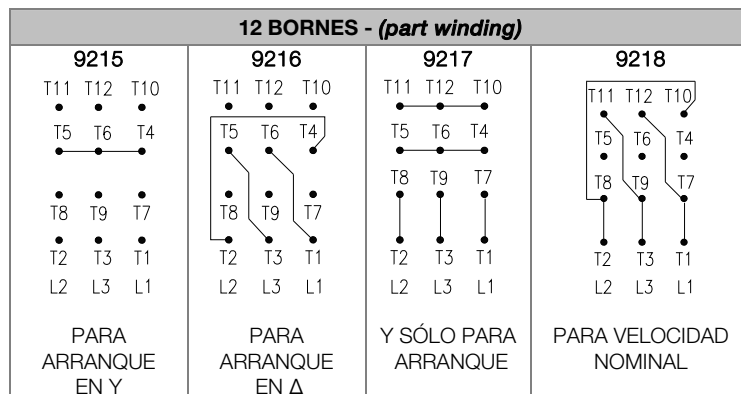 12 BORNES - (part winding)
9215 9216 9217 9218
T11 T12 T10 T11 T12 T10 T11 T12 T10 T11 T12 T10
T5 T6 T4 T5 T6 T4 T5 T6 T4 T5 T6 T4
T8 T9 T7 T8 T9 T7 T8 T9 T7 T8 T9 T7
T2 T3 T1 T2 T3 T1 T2 T3 T1 T2 T3 T1
L2 L3 L1 L2 L3 L1 L2 L3 L1 L2 L3 L1
PARA ARRANQUE EN Y
PARA ARRANQUE EN Δ
Y SÓLO PARA ARRANQUE
PARA VELOCIDAD NOMINAL